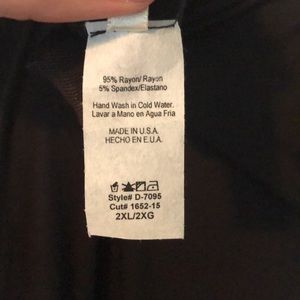 95% Rayon/Rayon
5% Spandex/Elastano
Hand Wash in Cold Water.
Lavar a Mano en Agua Fria
MADE IN U.S.A.
HECHO EN E.U.A.
Style# D-7095
Cut# 1652-15
2XL/2XG